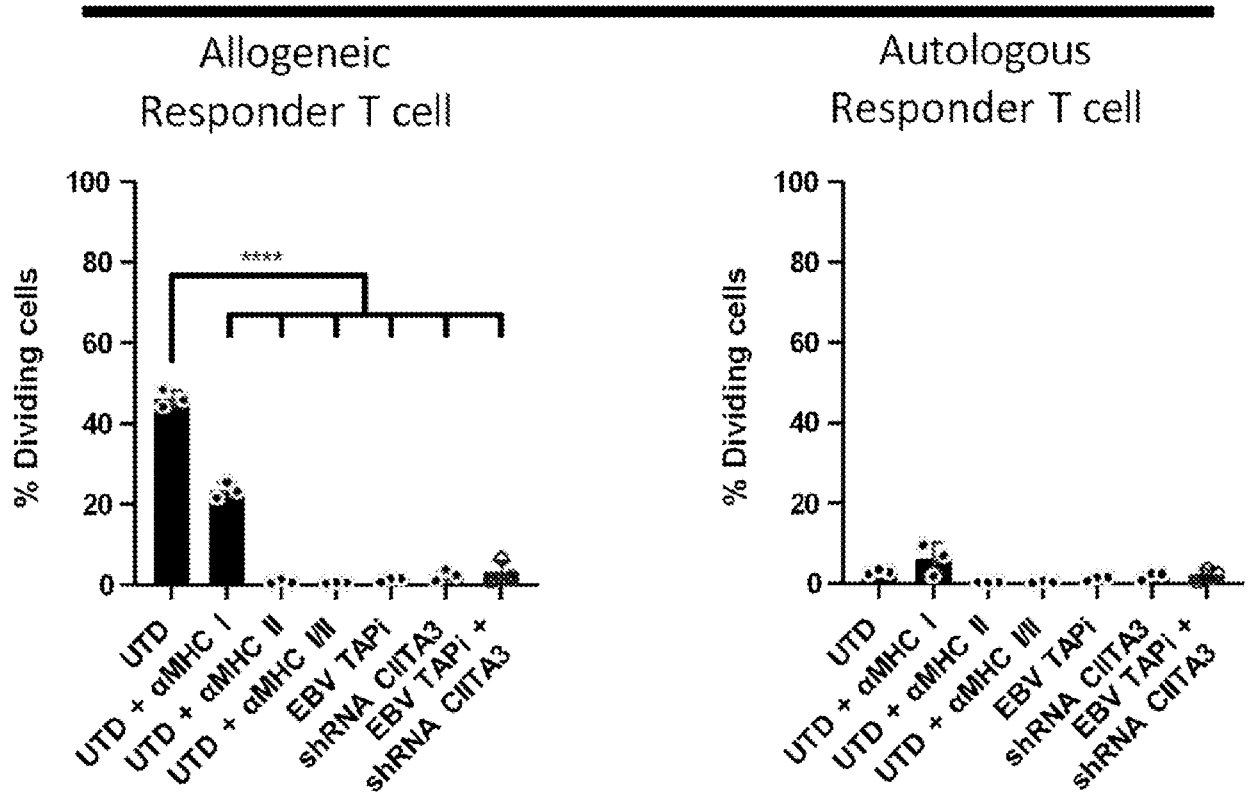 Allogeneic
Responder T cell
% Dividing cells
100
80
60
40
20
0
****
UTD
UTD + αMHC I
UTD + αMHC II
UTD + αMHC I/II
EBV TAPi
shRNA CIITA3
EBV TAPi +
shRNA CIITA3
Autologous
Responder T cell
% Dividing cells
100
80
60
40
20
0
UTD
UTD + αMHC I
UTD + αMHC II
UTD + αMHC I/II
EBV TAPi
shRNA CIITA3
EBV TAPi +
shRNA CIITA3